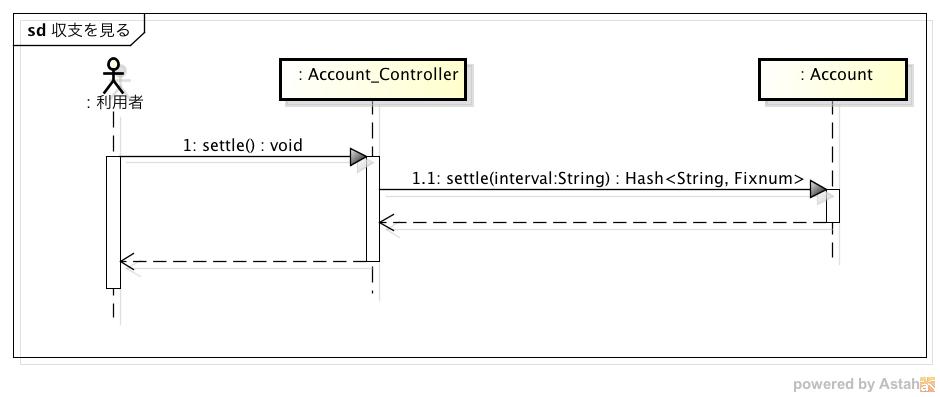 sd 収支を見る
: 利用者
: Account_Controller
: Account
1: settle() : void
1.1: settle(interval:String) : Hash<String, Fixnum>
powered by Astah